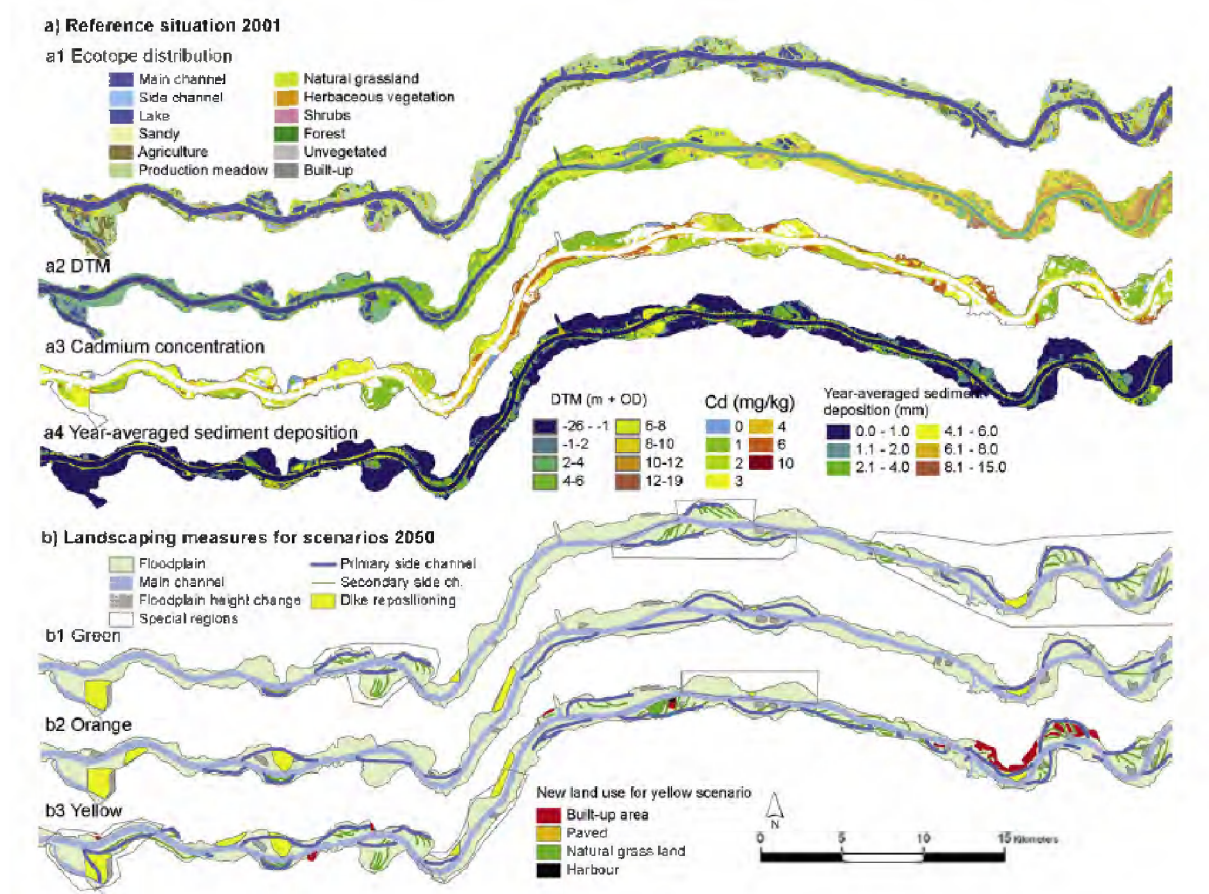 a) Reference situation 2001
a1 Ecotope distribution
Main channel
Side channel
Lake
Sandy
Agriculture
Production meadow
Natural grassland
Herbaceous vegetation
Shrubs
Forest
Unvegetated
Built-up
a2 DTM
a3 Cadmium concentration
a4 Year-averaged sediment deposition
DTM (m + OD)
-26 - -1
-1-2
2-4
4-6
6-8
8-10
10-12
12-19
Cd (mg/kg)
0
1
2
3
4
6
10
Year-averaged sediment
deposition (mm)
0.0 - 1.0
1.1 - 2.0
2.1 - 4.0
4.1 - 6.0
6.1 - 8.0
8.1 - 15.0
b) Landscaping measures for scenarios 2050
Floodplain
Main channel
Floodplain height change
Special regions
Primary side channel
Secondary side ch.
Dike repositioning
b1 Green
b2 Orange
b3 Yellow
New land use for yellow scenario
Built-up area
Paved
Natural grass land
Harbour
N
0 5 10 15 Kilometers